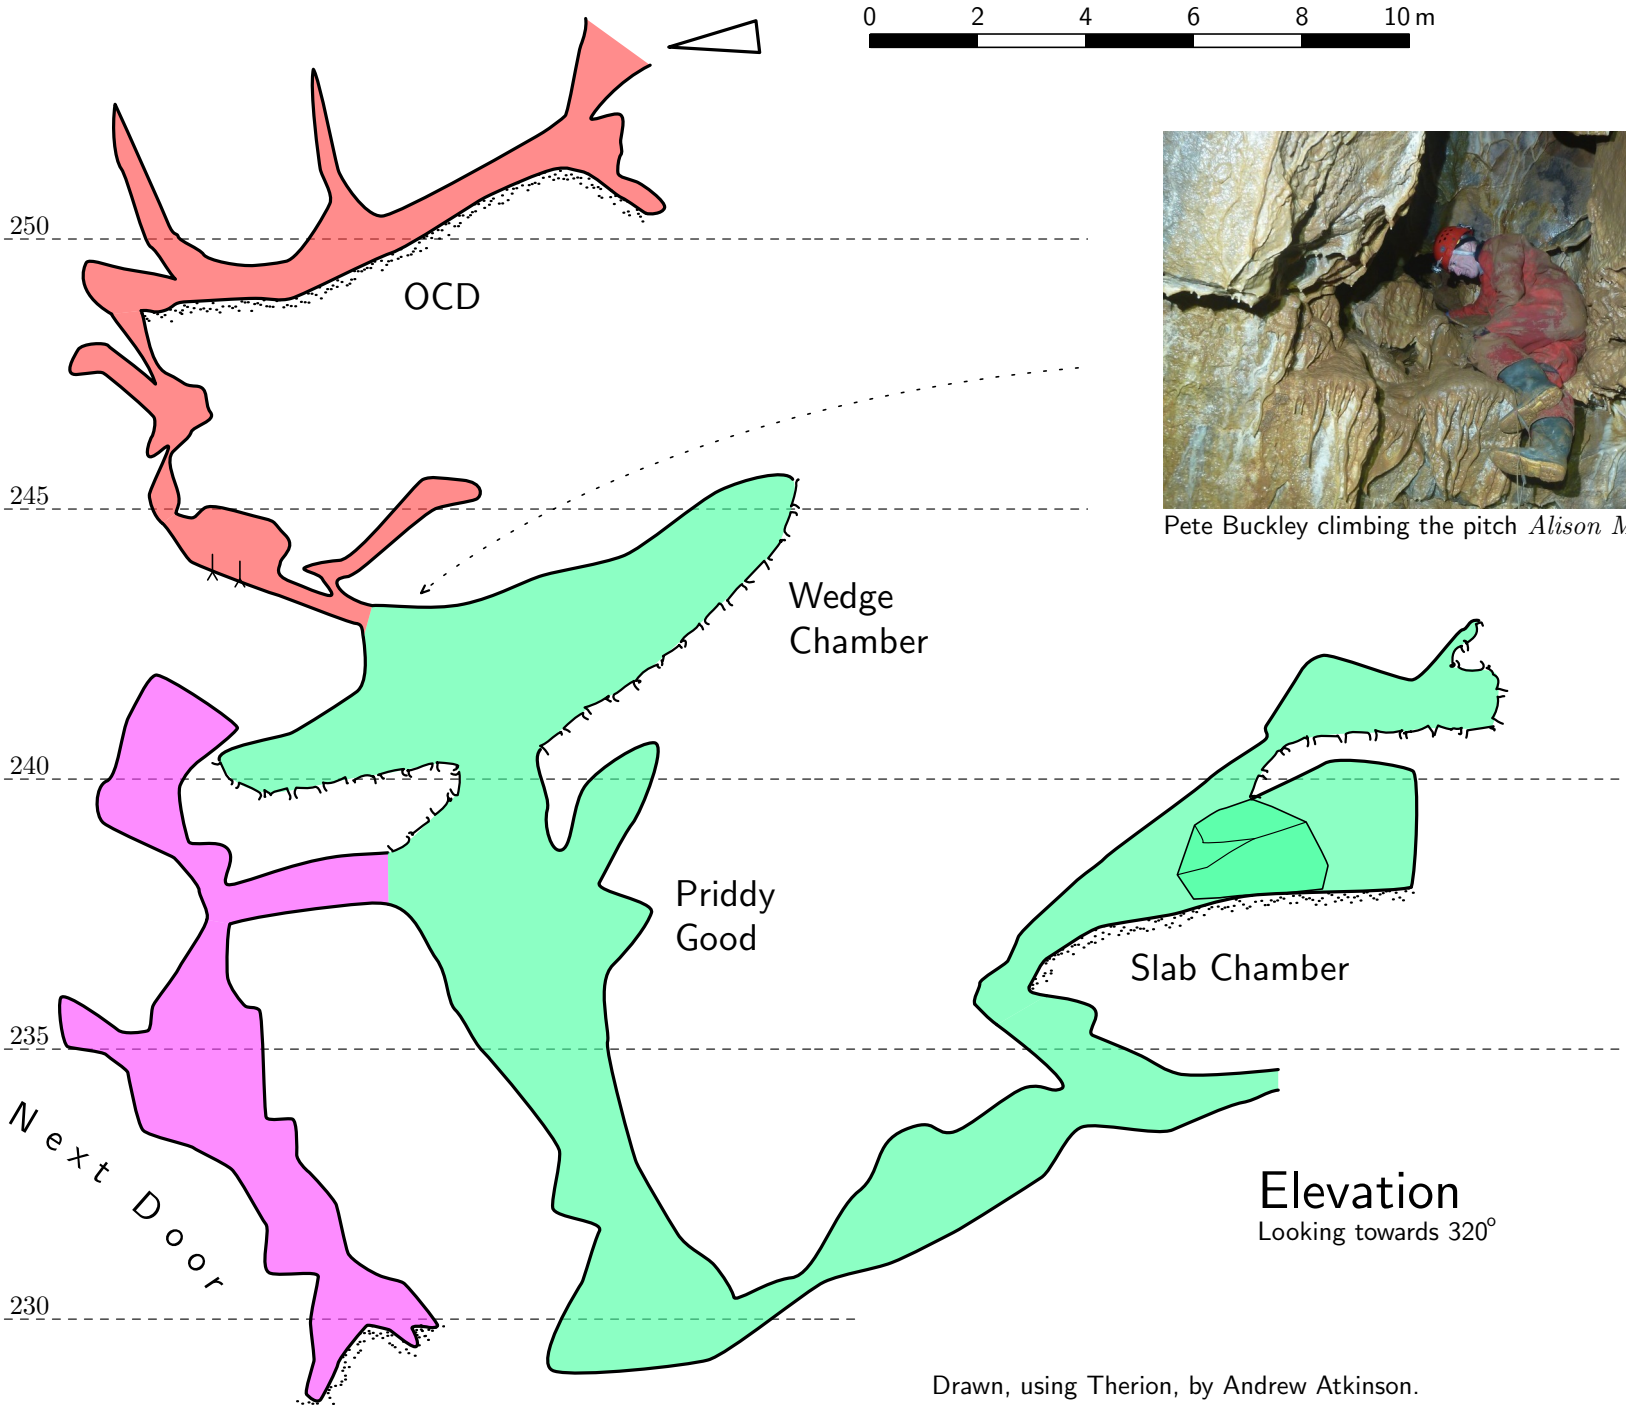 0 2 4 6 8 10 m
250
OCD
245
Pete Buckley climbing the pitch Alison M
Wedge
Chamber
240
Priddy
Good
Slab Chamber
235
Next Door
Elevation
Looking towards 320°
230
Drawn, using Therion, by Andrew Atkinson.